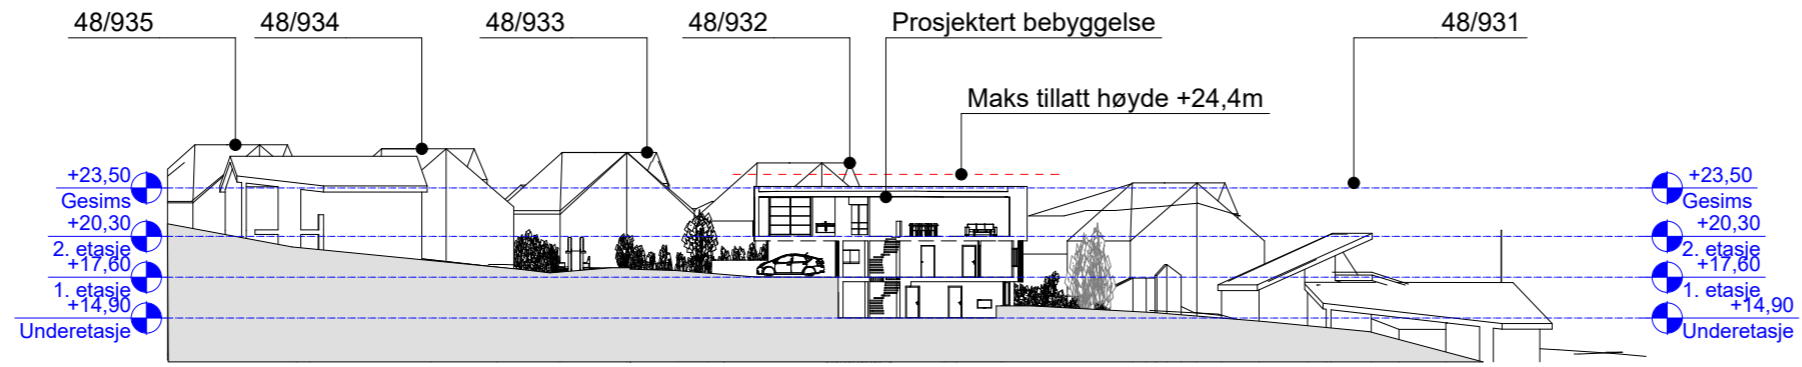 48/935
48/934
48/933
48/932
Prosjektert bebyggelse
48/931
Maks tillatt høyde +24,4m
+23,50
Gesims
+20,30
2. etasje
+17,60
1. etasje
+14,90
Underetasje
+23,50
Gesims
+20,30
2. etasje
+17,60
1. etasje
+14,90
Underetasje